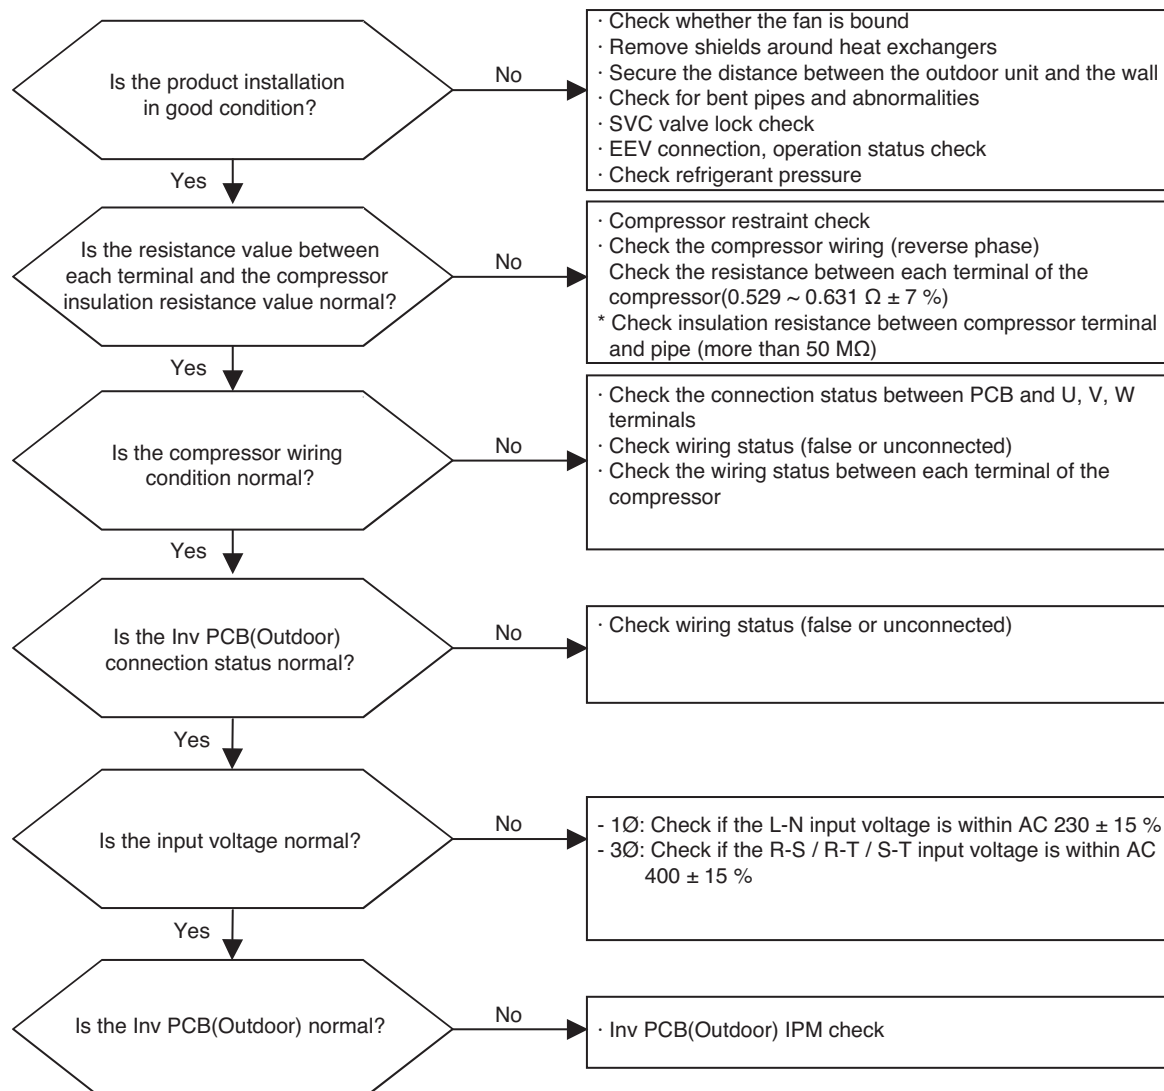 Is the product installation
in good condition?
No
· Check whether the fan is bound
· Remove shields around heat exchangers
· Secure the distance between the outdoor unit and the wall
· Check for bent pipes and abnormalities
· SVC valve lock check
· EEV connection, operation status check
· Check refrigerant pressure
Yes
Is the resistance value between
each terminal and the compressor
insulation resistance value normal?
No
· Compressor restraint check
· Check the compressor wiring (reverse phase)
Check the resistance between each terminal of the
compressor(0.529 ~ 0.631 Ω ± 7 %)
* Check insulation resistance between compressor terminal
and pipe (more than 50 MΩ)
Yes
Is the compressor wiring
condition normal?
No
· Check the connection status between PCB and U, V, W
terminals
· Check wiring status (false or unconnected)
· Check the wiring status between each terminal of the
compressor
Yes
Is the Inv PCB(Outdoor)
connection status normal?
No
· Check wiring status (false or unconnected)
Yes
Is the input voltage normal?
No
- 1Ø: Check if the L-N input voltage is within AC 230 ± 15 %
- 3Ø: Check if the R-S / R-T / S-T input voltage is within AC
400 ± 15 %
Yes
Is the Inv PCB(Outdoor) normal?
No
· Inv PCB(Outdoor) IPM check